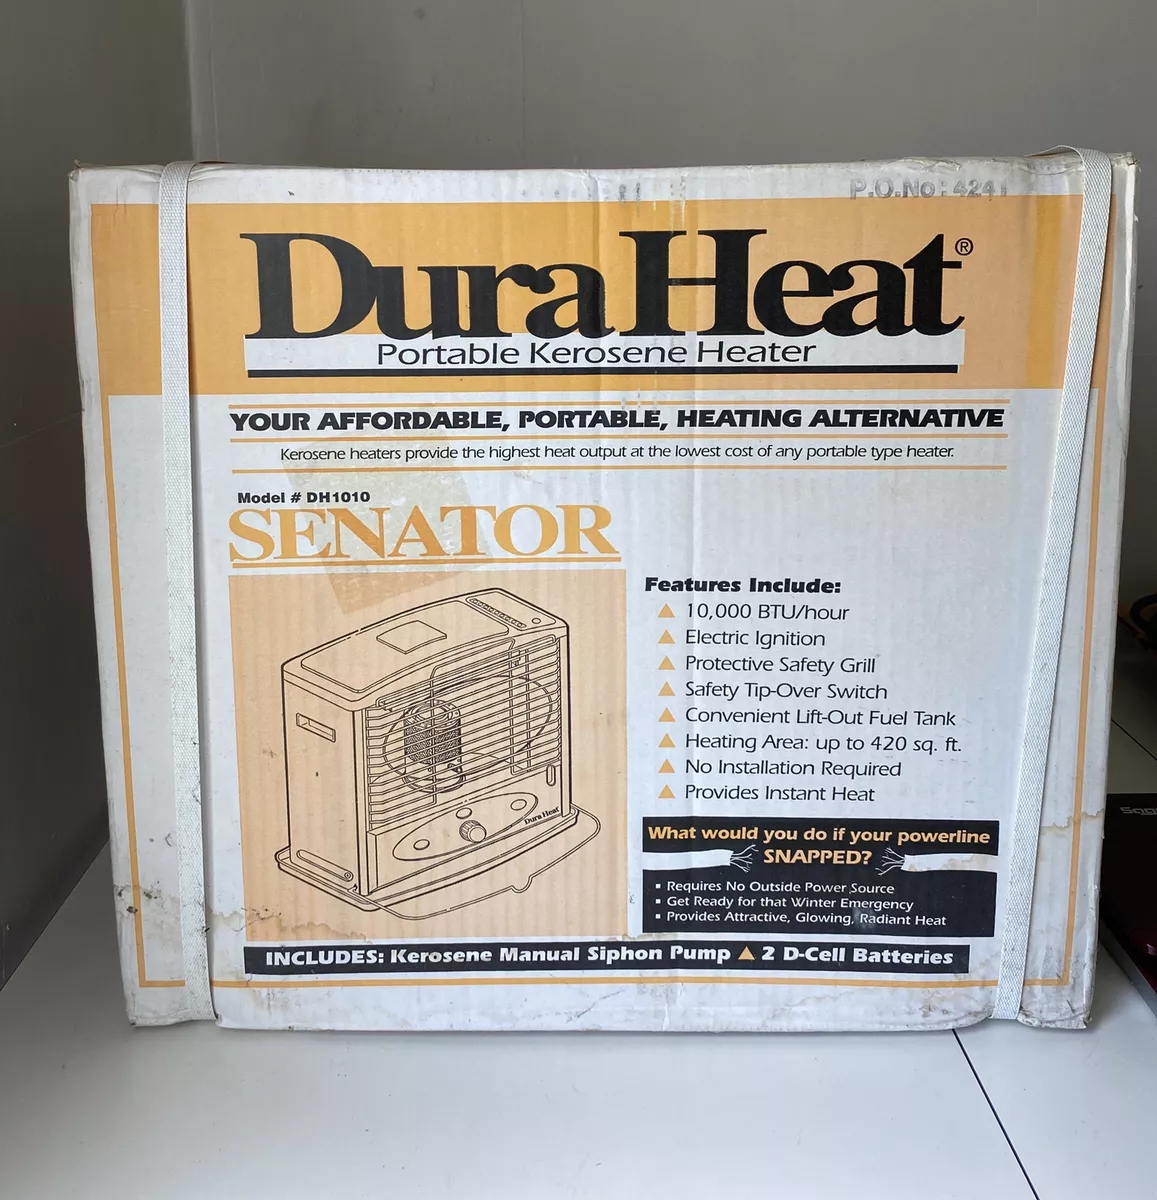 P.O.No: 4241
DuraHeat®
Portable Kerosene Heater
YOUR AFFORDABLE, PORTABLE, HEATING ALTERNATIVE
Kerosene heaters provide the highest heat output at the lowest cost of any portable type heater.
Model # DH1010
SENATOR
Features Include:
▲ 10,000 BTU/hour
▲ Electric Ignition
▲ Protective Safety Grill
▲ Safety Tip-Over Switch
▲ Convenient Lift-Out Fuel Tank
▲ Heating Area: up to 420 sq. ft.
▲ No Installation Required
▲ Provides Instant Heat
Dura Heat
What would you do if your powerline
SNAPPED?
▪ Requires No Outside Power Source
▪ Get Ready for that Winter Emergency
▪ Provides Attractive, Glowing, Radiant Heat
INCLUDES: Kerosene Manual Siphon Pump ▲ 2 D-Cell Batteries